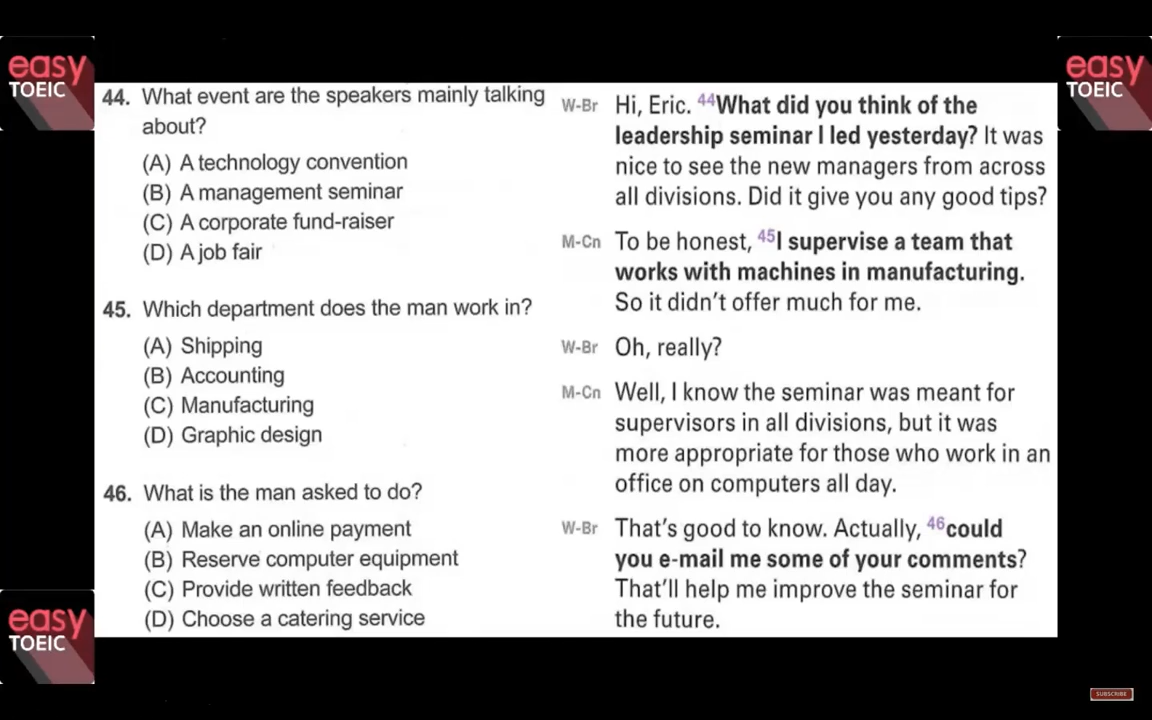 easy
TOEIC
easy
TOEIC
44. What event are the speakers mainly talking
about?
(A) A technology convention
(B) A management seminar
(C) A corporate fund-raiser
(D) A job fair
45. Which department does the man work in?
(A) Shipping
(B) Accounting
(C) Manufacturing
(D) Graphic design
46. What is the man asked to do?
(A) Make an online payment
(B) Reserve computer equipment
(C) Provide written feedback
(D) Choose a catering service
W-Br Hi, Eric. 44What did you think of the
leadership seminar I led yesterday? It was
nice to see the new managers from across
all divisions. Did it give you any good tips?
M-Cn To be honest, 45I supervise a team that
works with machines in manufacturing.
So it didn't offer much for me.
W-Br Oh, really?
M-Cn Well, I know the seminar was meant for
supervisors in all divisions, but it was
more appropriate for those who work in an
office on computers all day.
W-Br That's good to know. Actually, 46could
you e-mail me some of your comments?
That'll help me improve the seminar for
the future.
easy
TOEIC
SUBSCRIBE